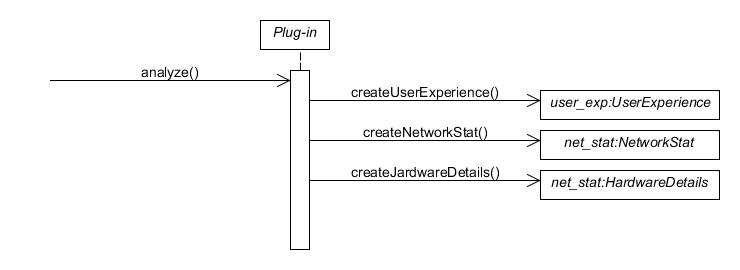 Plug-in
analyze()
createUserExperience()
user_exp:UserExperience
createNetworkStat()
net_stat:NetworkStat
createJardwareDetails()
net_stat:HardwareDetails